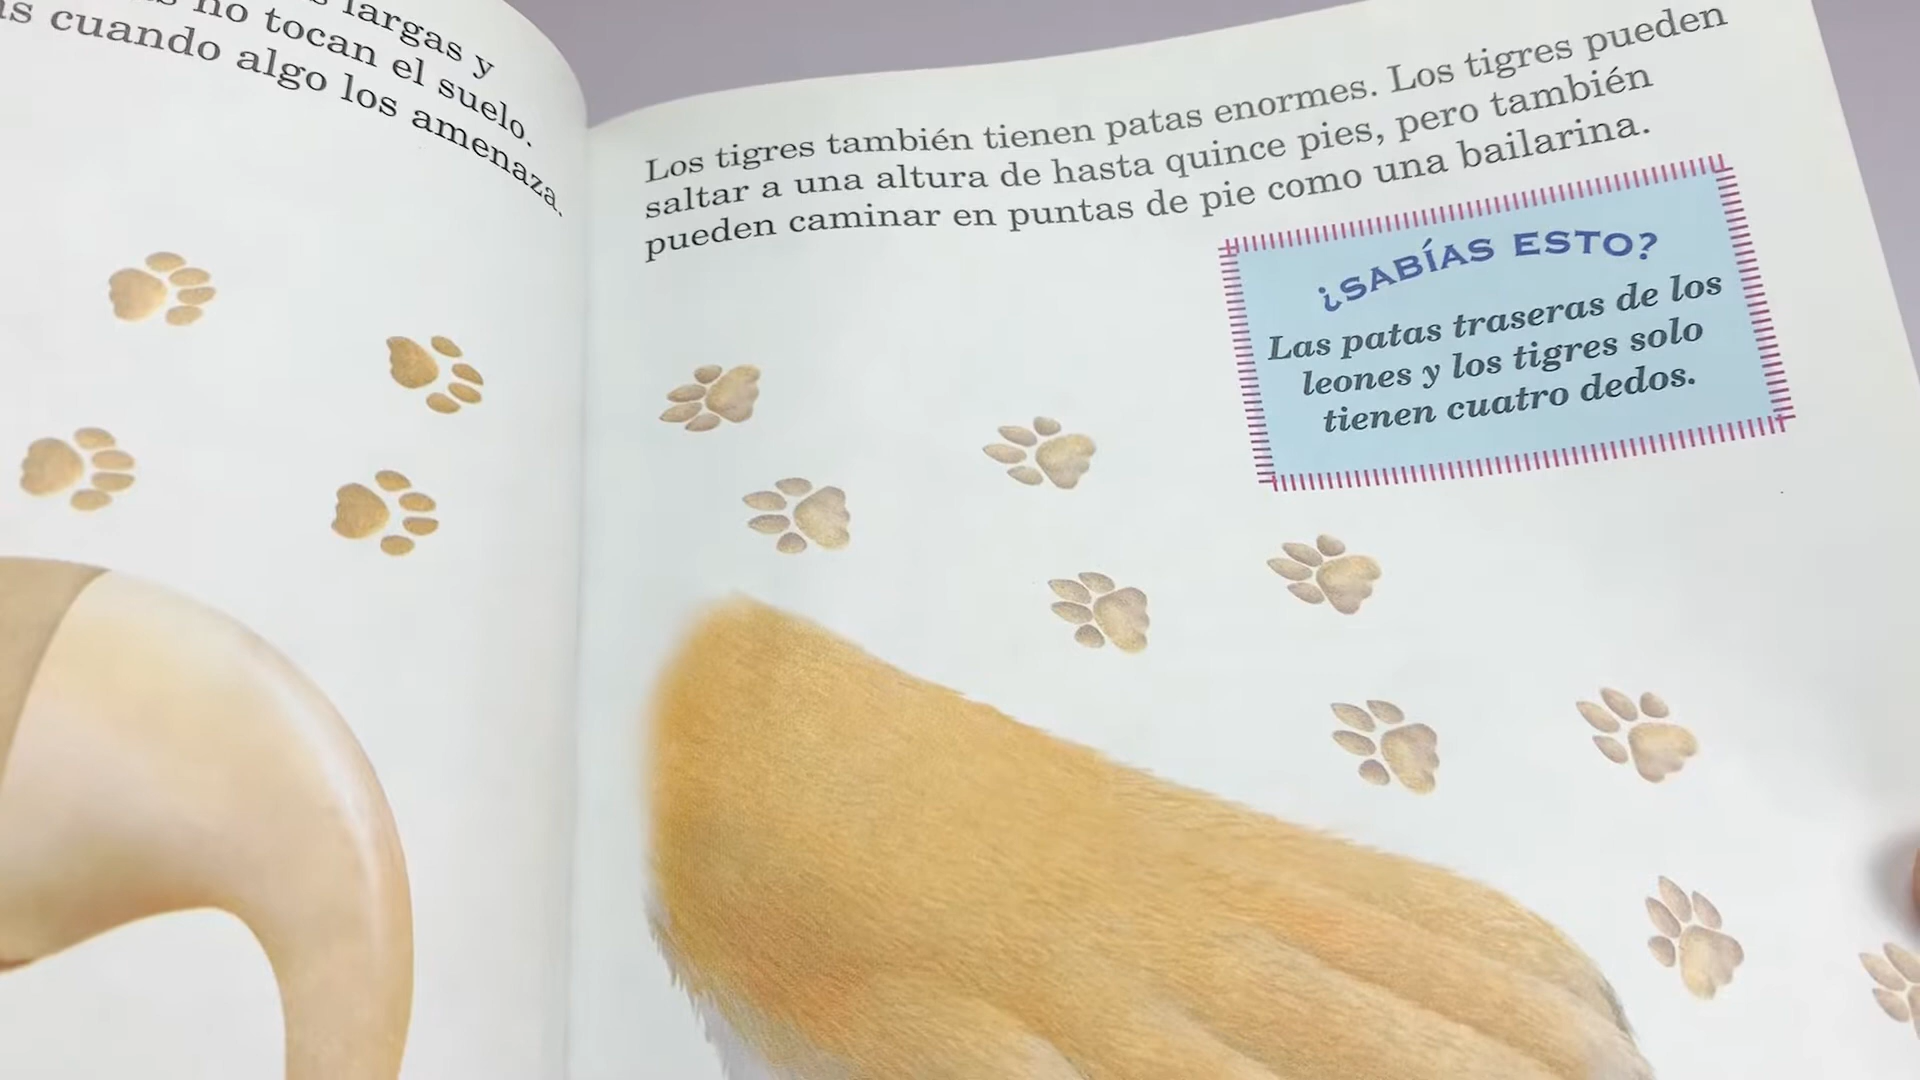 largas y
no tocan el suelo.
cuando algo los amenaza.
Los tigres también tienen patas enormes. Los tigres pueden
saltar a una altura de hasta quince pies, pero también
pueden caminar en puntas de pie como una bailarina.
¿SABÍAS ESTO?
Las patas traseras de los
leones y los tigres solo
tienen cuatro dedos.